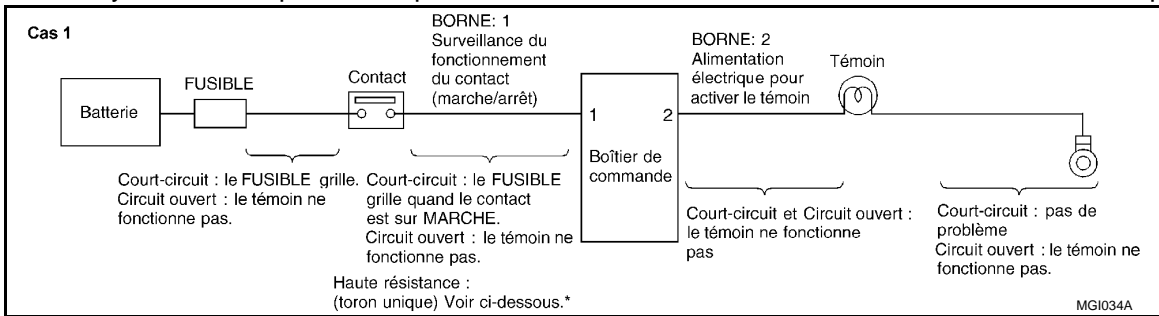 Cas 1
BORNE: 1
Surveillance du
fonctionnement
du contact
(marche/arrêt)
BORNE: 2
Alimentation
électrique pour
activer le témoin
Témoin
FUSIBLE
Contact
Batterie
1
2
Boîtier de
commande
Court-circuit : le FUSIBLE grille.
Circuit ouvert : le témoin ne
fonctionne pas.
Court-circuit : le FUSIBLE
grille quand le contact
est sur MARCHE.
Circuit ouvert : le témoin ne
fonctionne pas.
Haute résistance :
(toron unique) Voir ci-dessous.*
Court-circuit et Circuit ouvert :
le témoin ne fonctionne
pas
Court-circuit : pas de
problème
Circuit ouvert : le témoin ne
fonctionne pas.
MGI034A